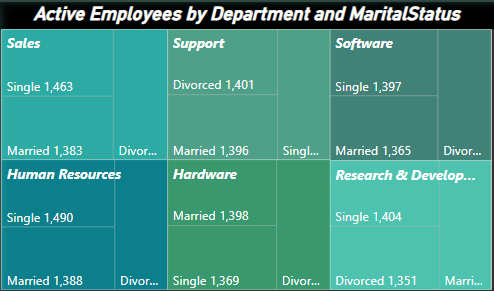 Active Employees by Department and MaritalStatus
Sales
Single 1,463
Married 1,383
Divor...
Support
Divorced 1,401
Married 1,396
Singl...
Software
Single 1,397
Married 1,365
Divor...
Human Resources
Single 1,490
Married 1,388
Divor...
Hardware
Married 1,398
Single 1,369
Divor...
Research & Develop...
Single 1,404
Divorced 1,351
Marri...